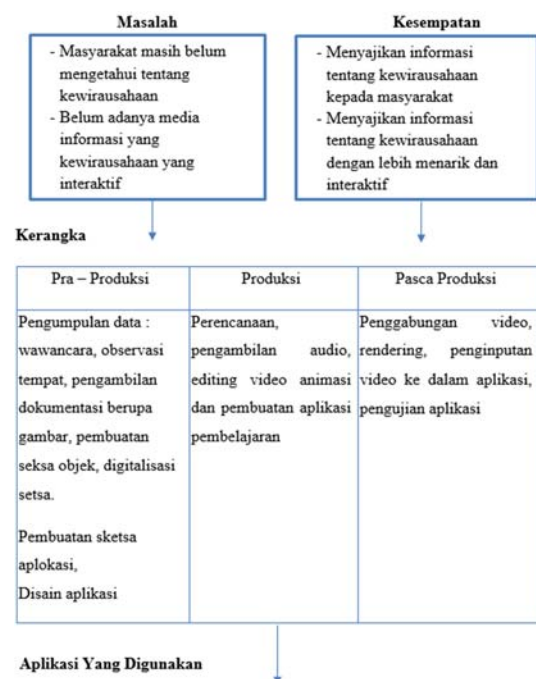 Masalah
- Masyarakat masih belum
mengetahui tentang
kewirausahaan
- Belum adanya media
informasi yang
kewirausahaan yang
interaktif
Kesempatan
- Menyajikan informasi
tentang kewirausahaan
kepada masyarakat
- Menyajikan informasi
tentang kewirausahaan
dengan lebih menarik dan
interaktif
Kerangka
Pra – Produksi
Pengumpulan data :
wawancara, observasi
tempat, pengambilan
dokumentasi berupa
gambar, pembuatan
seksa objek, digitalisasi
setsa.
Pembuatan sketsa
aplokasi,
Disain aplikasi
Produksi
Perencanaan,
pengambilan audio,
editing video animasi
dan pembuatan aplikasi
pembelajaran
Pasca Produksi
Penggabungan video,
rendering, penginputan
video ke dalam aplikasi,
pengujian aplikasi
Aplikasi Yang Digunakan